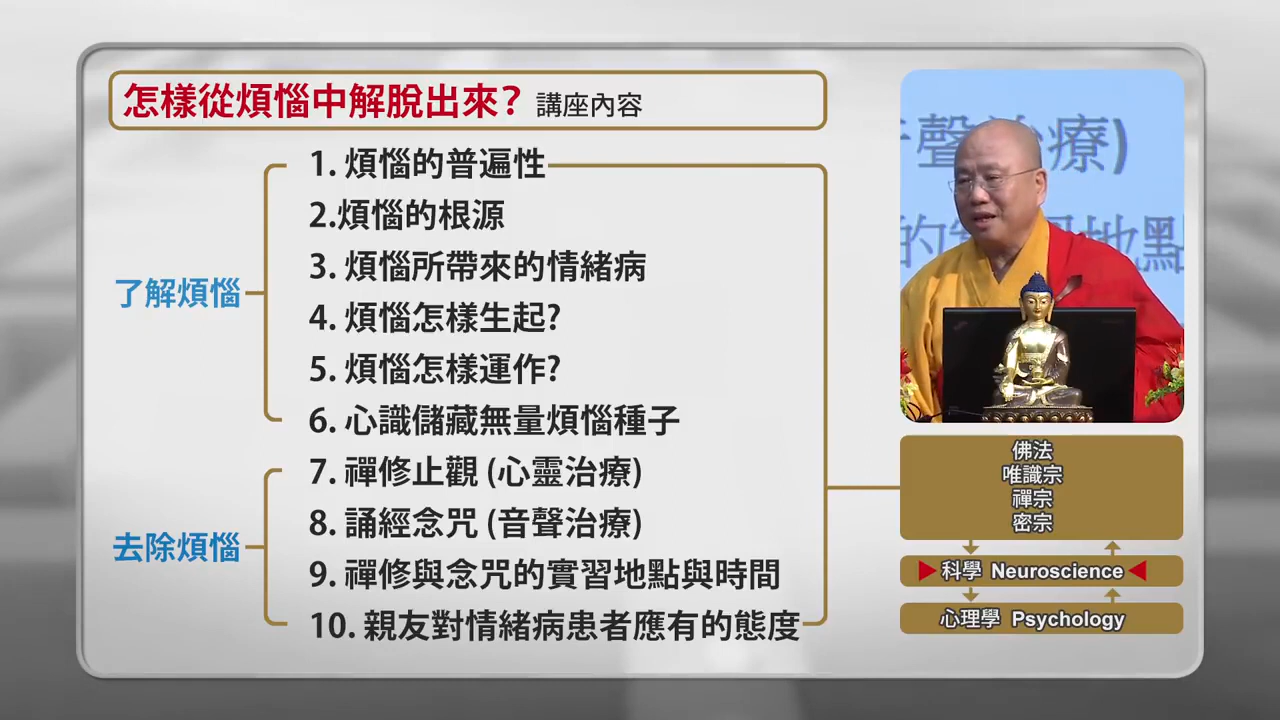 怎樣從煩惱中解脫出來? 講座內容
1. 煩惱的普遍性
2.煩惱的根源
3. 煩惱所帶來的情緒病
了解煩惱
4. 煩惱怎樣生起?
5. 煩惱怎樣運作?
6. 心識儲藏無量煩惱種子
7. 禪修止觀 (心靈治療)
8. 誦經念咒 (音聲治療)
去除煩惱
9. 禪修與念咒的實習地點與時間
10. 親友對情緒病患者應有的態度
聲治療)
地點
佛法
唯識宗
禪宗
密宗
科學 Neuroscience
心理學 Psychology